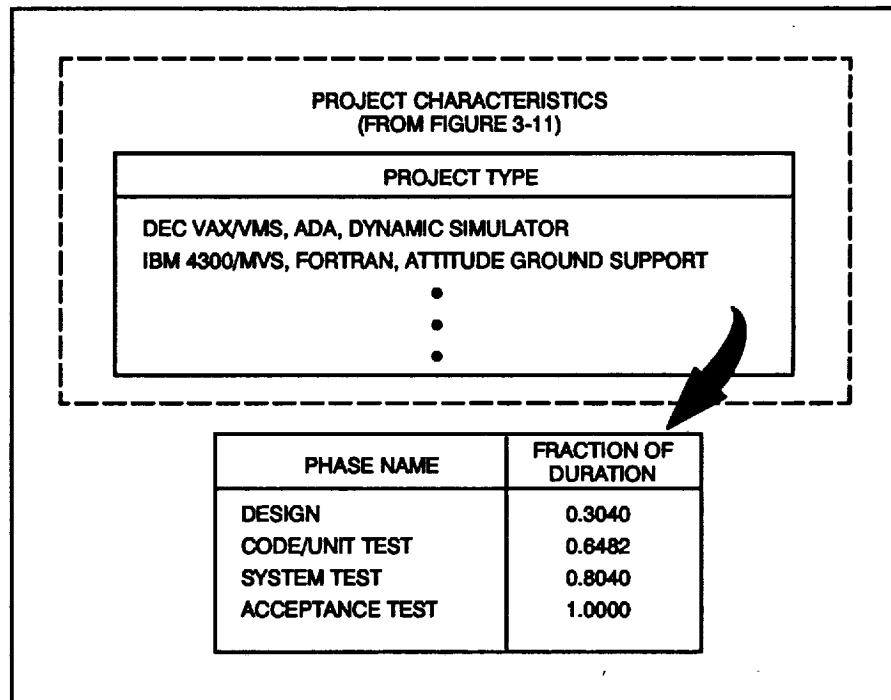 PROJECT CHARACTERISTICS
(FROM FIGURE 3-11)
PROJECT TYPE
DEC VAX/VMS, ADA, DYNAMIC SIMULATOR
IBM 4300/MVS, FORTRAN, ATTITUDE GROUND SUPPORT
PHASE NAME FRACTION OF DURATION
DESIGN 0.3040
CODE/UNIT TEST 0.6482
SYSTEM TEST 0.8040
ACCEPTANCE TEST 1.0000